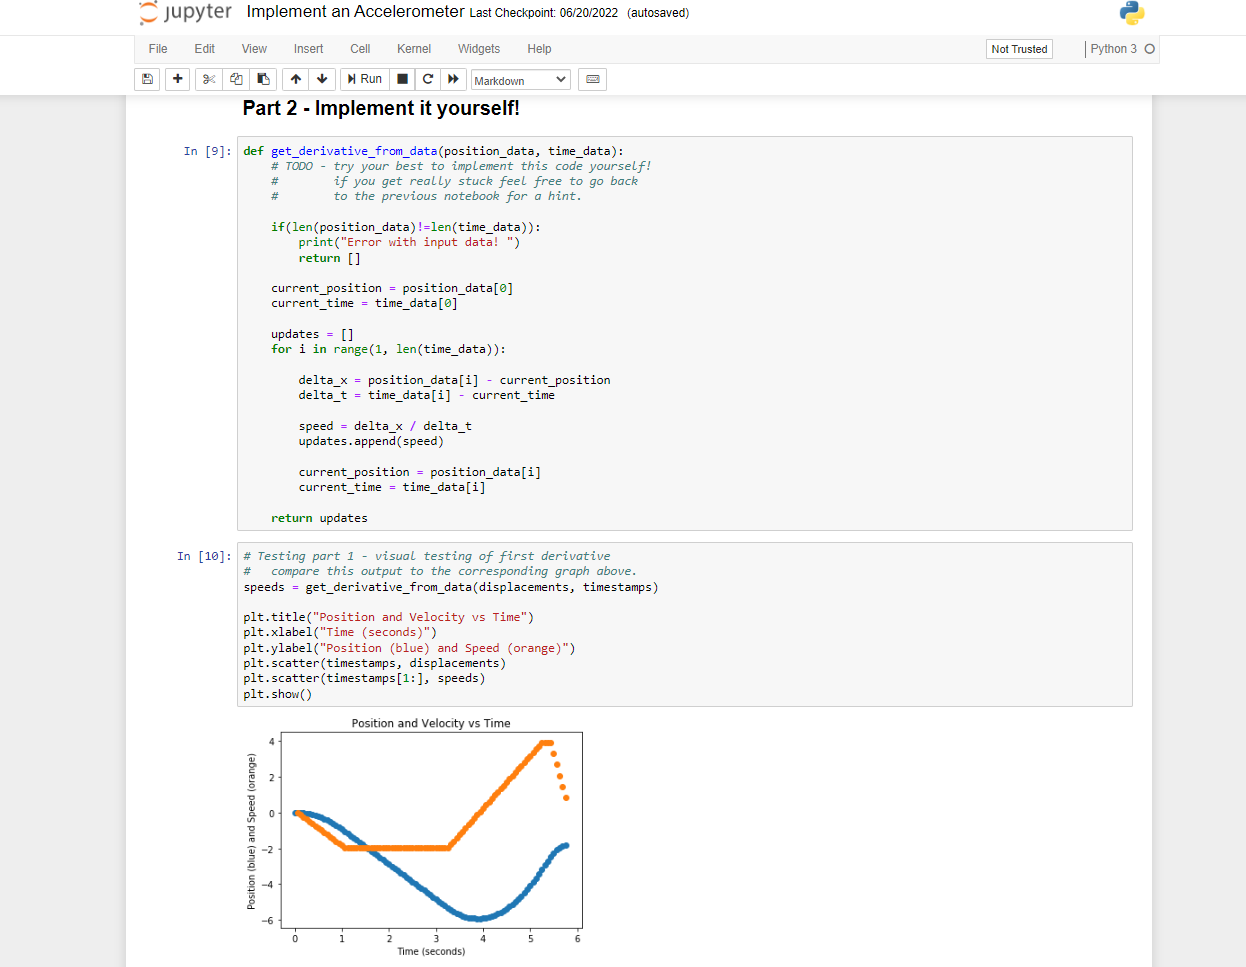 jupyter Implement an Accelerometer Last Checkpoint: 06/20/2022 (autosaved)
File Edit View Insert Cell Kernel Widgets Help Not Trusted Python 3
Run Markdown
Part 2 - Implement it yourself!
In [9]: def get_derivative_from_data(position_data, time_data):
# TODO - try your best to implement this code yourself!
# if you get really stuck feel free to go back
# to the previous notebook for a hint.
if(len(position_data)!=len(time_data)):
print("Error with input data! ")
return []
current_position = position_data[0]
current_time = time_data[0]
updates = []
for i in range(1, len(time_data)):
delta_x = position_data[i] - current_position
delta_t = time_data[i] - current_time
speed = delta_x / delta_t
updates.append(speed)
current_position = position_data[i]
current_time = time_data[i]
return updates
In [10]: # Testing part 1 - visual testing of first derivative
# compare this output to the corresponding graph above.
speeds = get_derivative_from_data(displacements, timestamps)
plt.title("Position and Velocity vs Time")
plt.xlabel("Time (seconds)")
plt.ylabel("Position (blue) and Speed (orange)")
plt.scatter(timestamps, displacements)
plt.scatter(timestamps[1:], speeds)
plt.show()
Position and Velocity vs Time
Position (blue) and Speed (orange)
4
2
0
−2
−4
−6
0 1 2 3 4 5 6
Time (seconds)